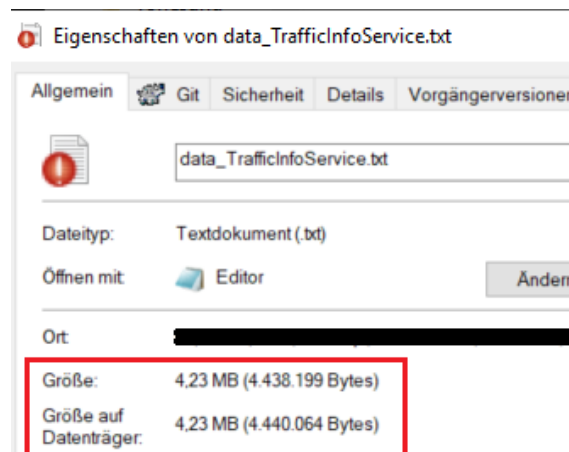 Eigenschaften von data_TrafficInfoService.txt
Allgemein Git Sicherheit Details Vorgängerversionen
data_TrafficInfoService.txt
Dateityp: Textdokument (.txt)
Öffnen mit: Editor Änder
Ort:
Größe: 4,23 MB (4.438.199 Bytes)
Größe auf Datenträger: 4,23 MB (4.440.064 Bytes)